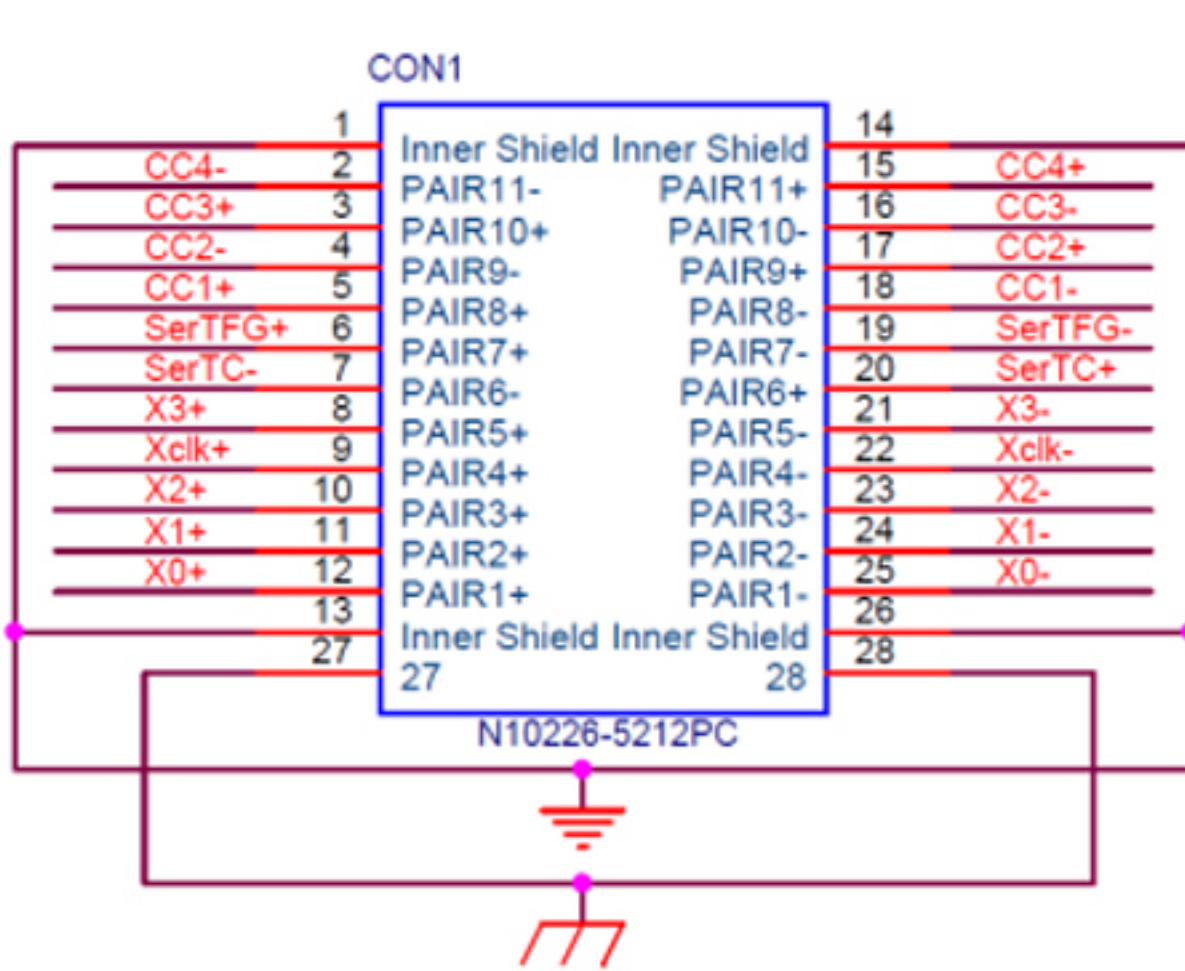 CON1
1 14
Inner Shield Inner Shield
CC4- 2 15 CC4+
PAIR11- PAIR11+
CC3+ 3 16 CC3-
PAIR10+ PAIR10-
CC2- 4 17 CC2+
PAIR9- PAIR9+
CC1+ 5 18 CC1-
PAIR8+ PAIR8-
SerTFG+ 6 19 SerTFG-
PAIR7+ PAIR7-
SerTC- 7 20 SerTC+
PAIR6- PAIR6+
X3+ 8 21 X3-
PAIR5+ PAIR5-
Xclk+ 9 22 Xclk-
PAIR4+ PAIR4-
X2+ 10 23 X2-
PAIR3+ PAIR3-
X1+ 11 24 X1-
PAIR2+ PAIR2-
X0+ 12 25 X0-
PAIR1+ PAIR1-
13 26
Inner Shield Inner Shield
27 28
27 28
N10226-5212PC